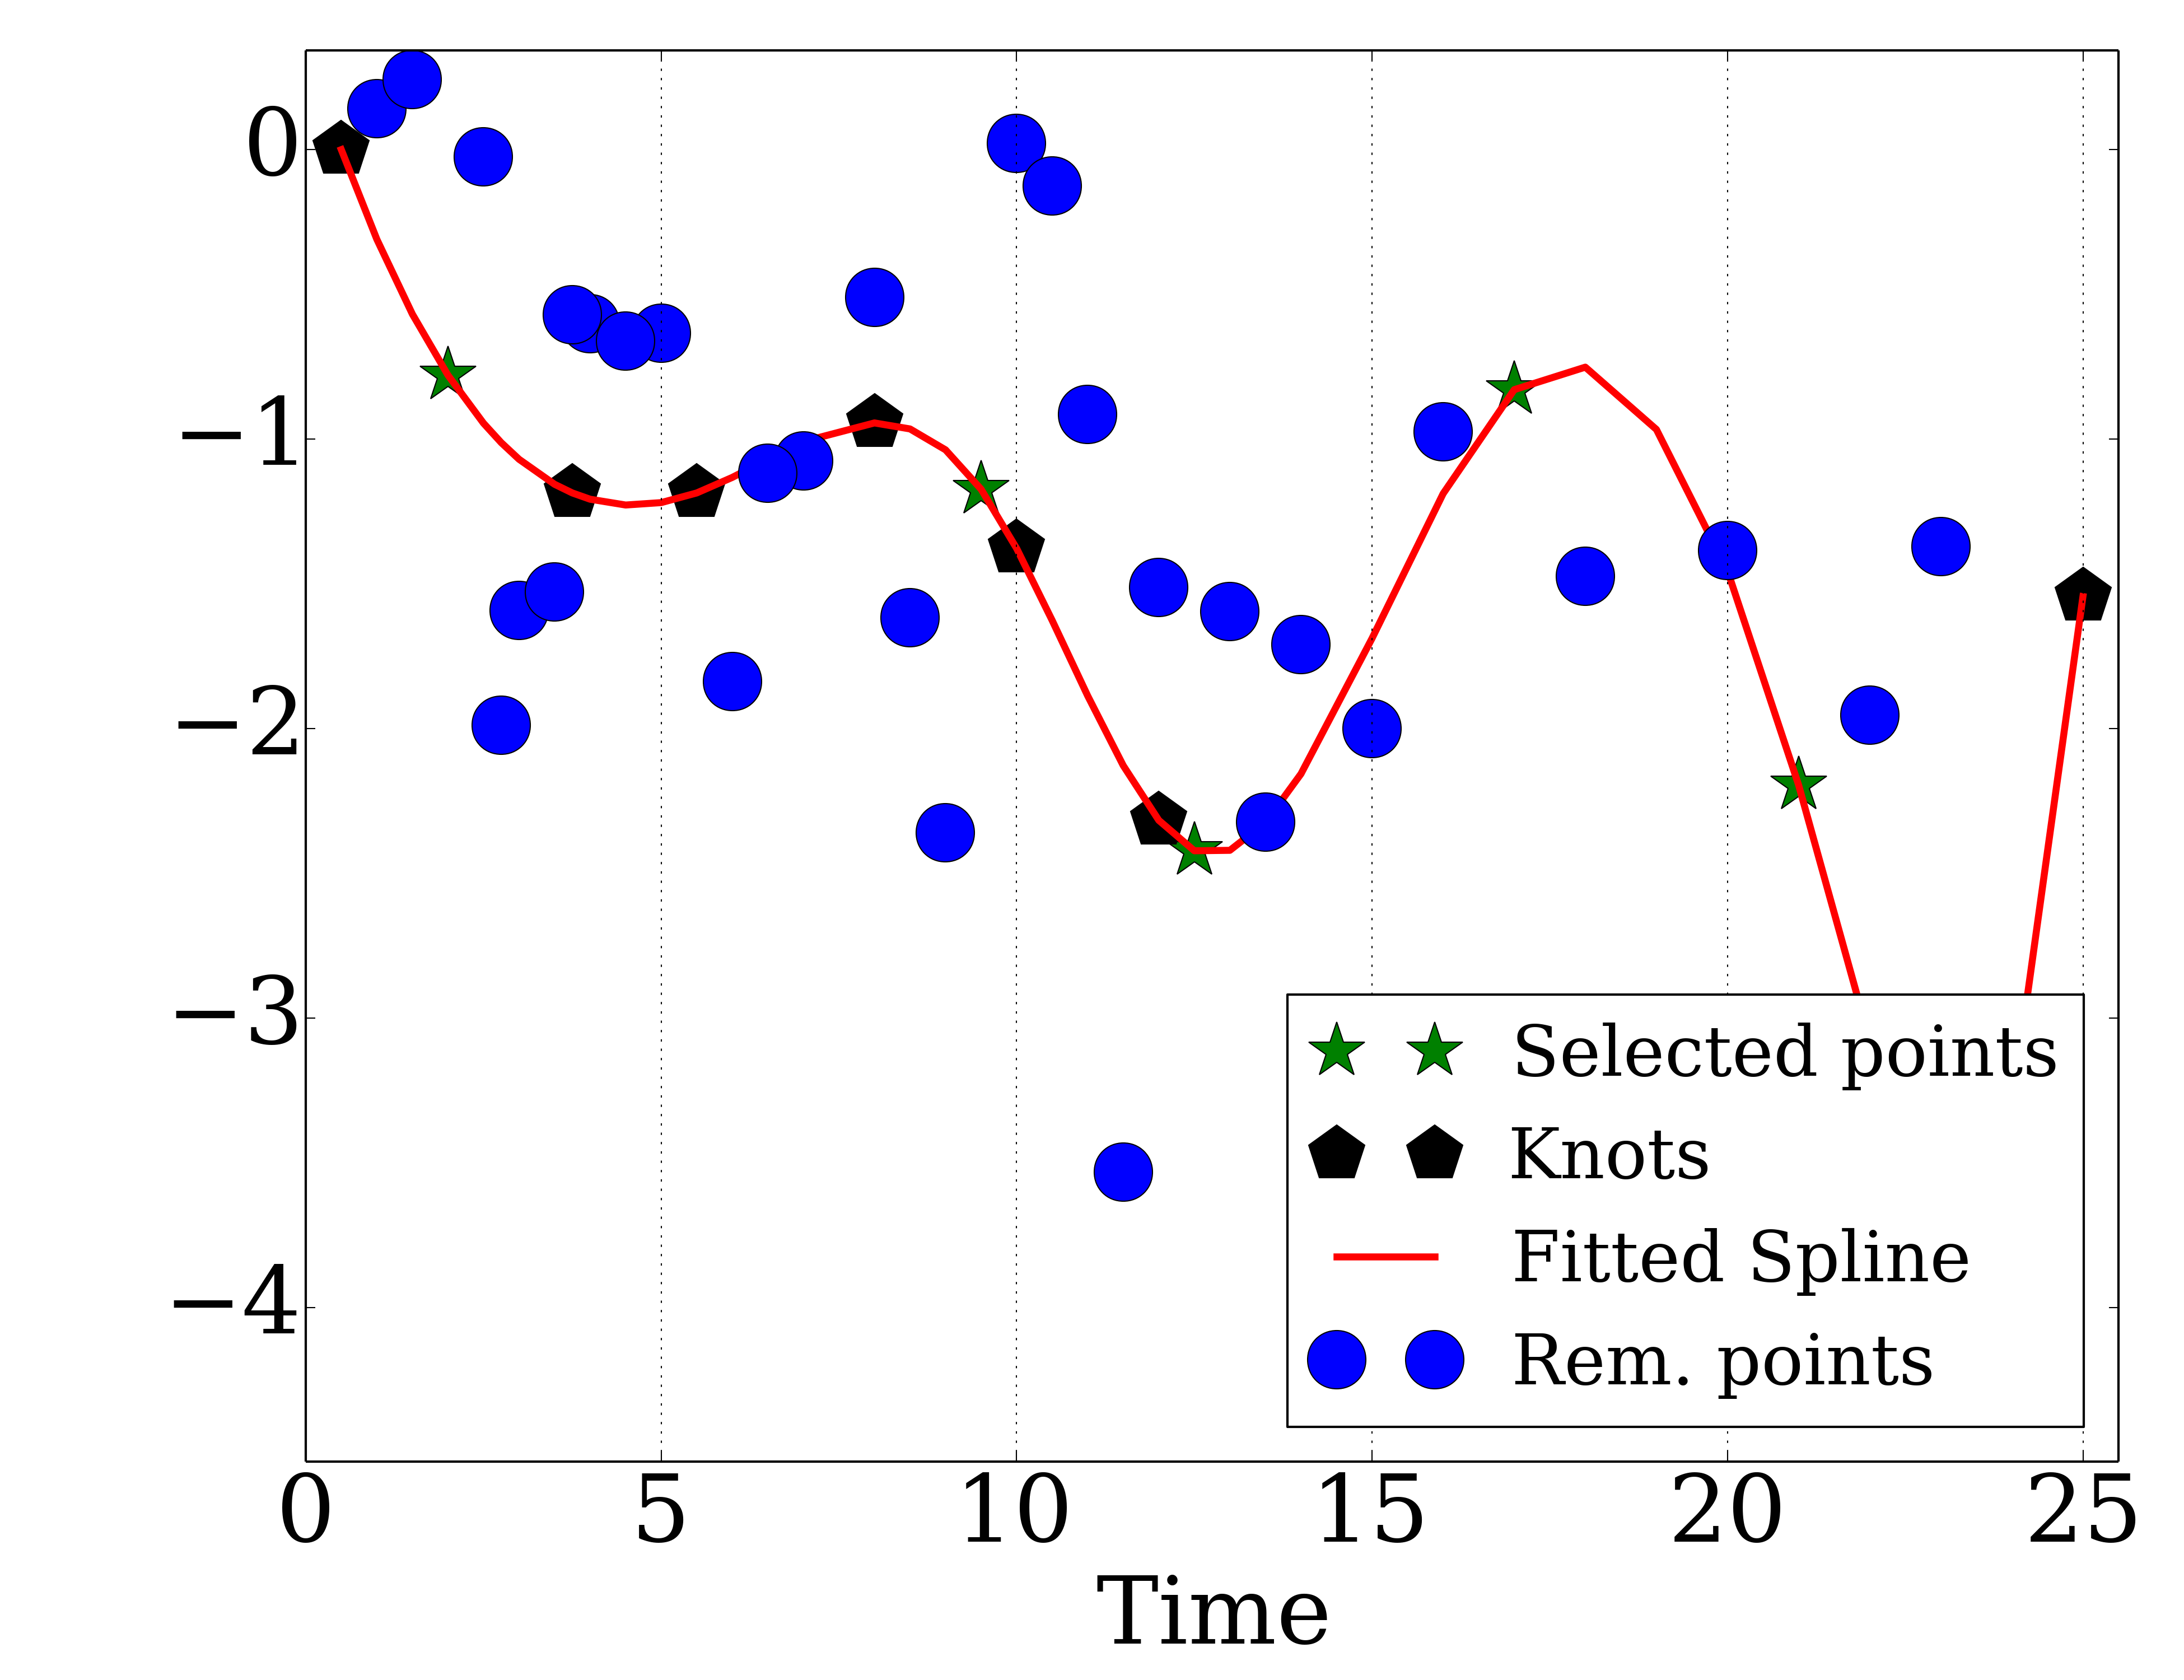 0
−1
−2
−3
−4
Selected points
Knots
Fitted Spline
Rem. points
0 5 10 15 20 25
Time